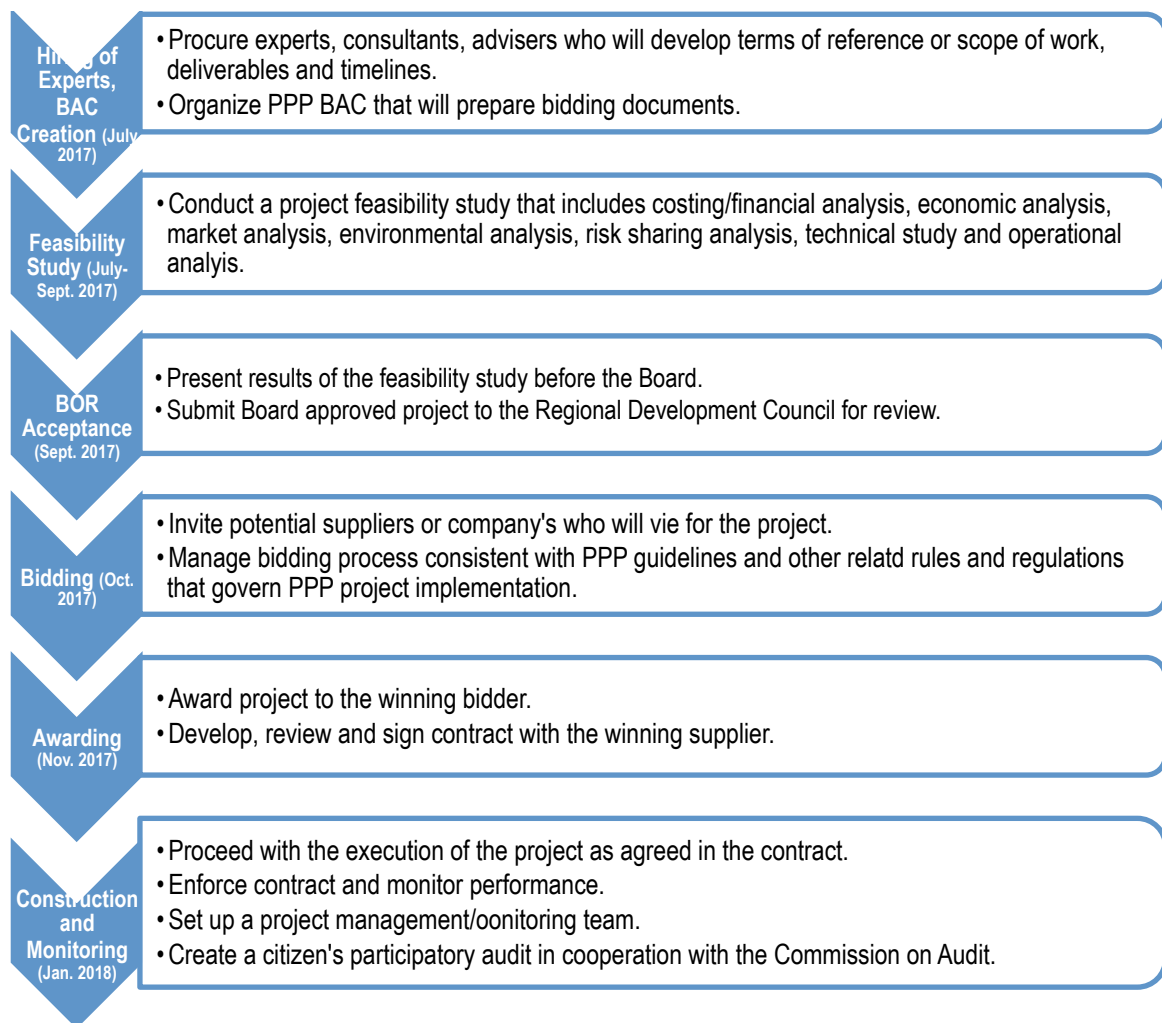 Hiring of
Experts,
BAC
Creation (July
2017)
• Procure experts, consultants, advisers who will develop terms of reference or scope of work,
deliverables and timelines.
• Organize PPP BAC that will prepare bidding documents.
Feasibility
Study (July-
Sept. 2017)
• Conduct a project feasibility study that includes costing/financial analysis, economic analysis,
market analysis, environmental analysis, risk sharing analysis, technical study and operational
analyis.
BOR
Acceptance
(Sept. 2017)
• Present results of the feasibility study before the Board.
• Submit Board approved project to the Regional Development Council for review.
Bidding (Oct.
2017)
• Invite potential suppliers or company's who will vie for the project.
• Manage bidding process consistent with PPP guidelines and other relatd rules and regulations
that govern PPP project implementation.
Awarding
(Nov. 2017)
• Award project to the winning bidder.
• Develop, review and sign contract with the winning supplier.
Construction
and
Monitoring
(Jan. 2018)
• Proceed with the execution of the project as agreed in the contract.
• Enforce contract and monitor performance.
• Set up a project management/oonitoring team.
• Create a citizen's participatory audit in cooperation with the Commission on Audit.